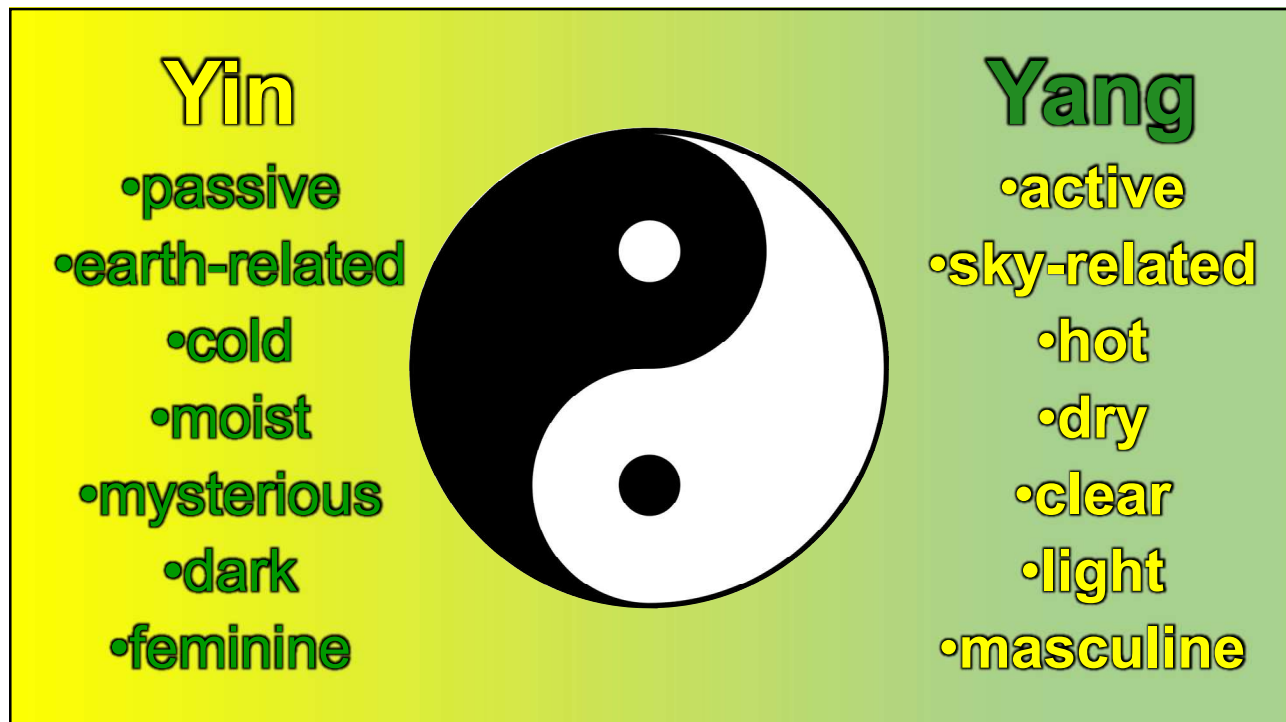 Yin
•passive
•earth-related
•cold
•moist
•mysterious
•dark
•feminine
Yang
•active
•sky-related
•hot
•dry
•clear
•light
•masculine